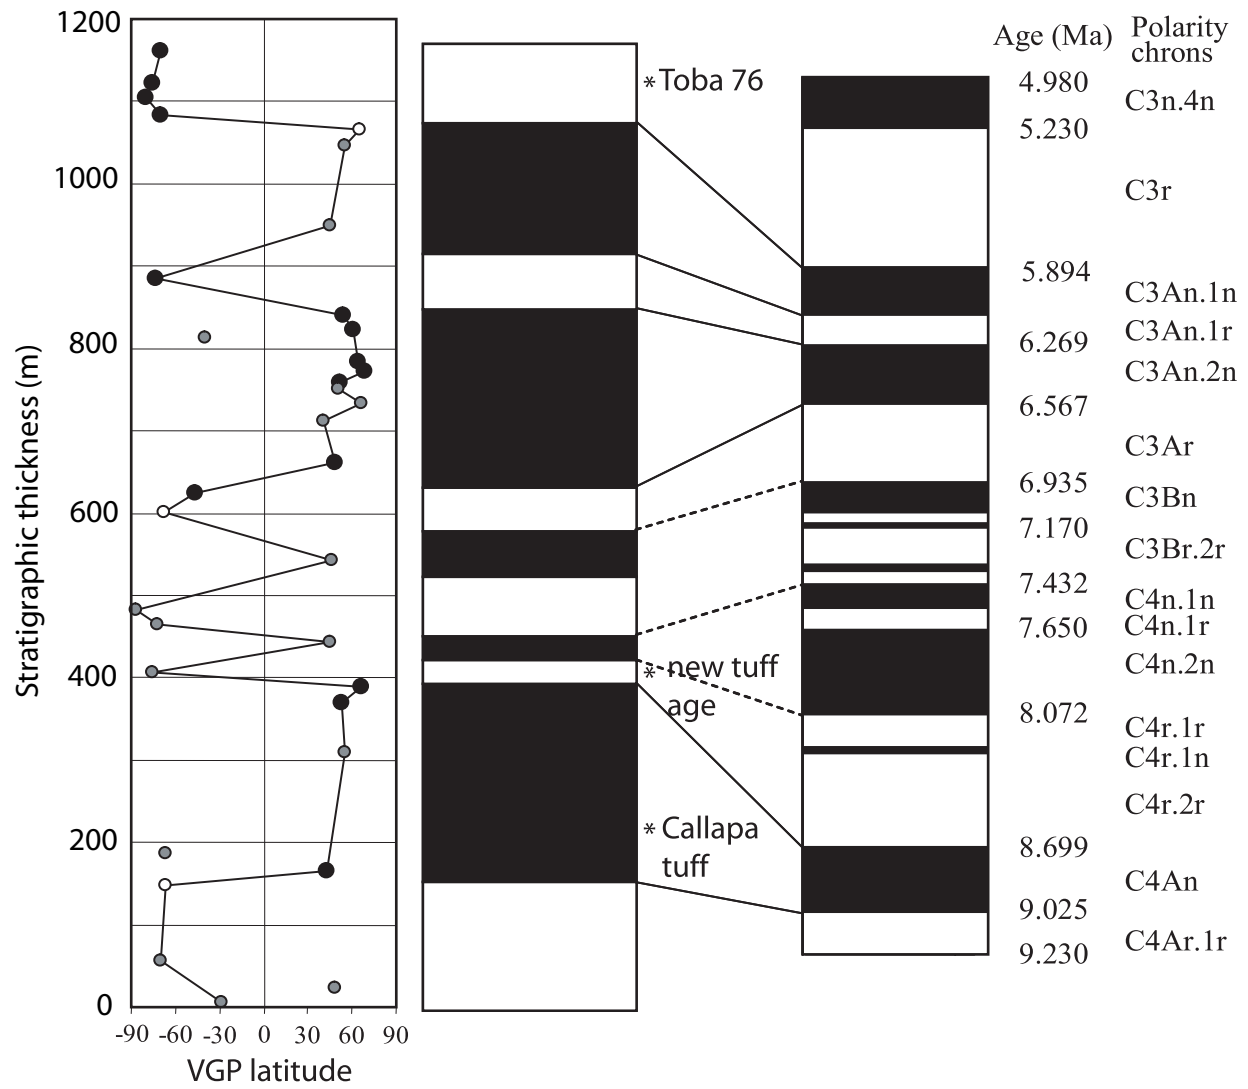 1200
1000
800
600
400
200
0
Stratigraphic thickness (m)
-90 -60 -30 0 30 60 90
VGP latitude
*Toba 76
* new tuff
age
* Callapa
tuff
Age (Ma)
4.980
5.230
5.894
6.269
6.567
6.935
7.170
7.432
7.650
8.072
8.699
9.025
9.230
Polarity
chrons
C3n.4n
C3r
C3An.1n
C3An.1r
C3An.2n
C3Ar
C3Bn
C3Br.2r
C4n.1n
C4n.1r
C4n.2n
C4r.1r
C4r.1n
C4r.2r
C4An
C4Ar.1r